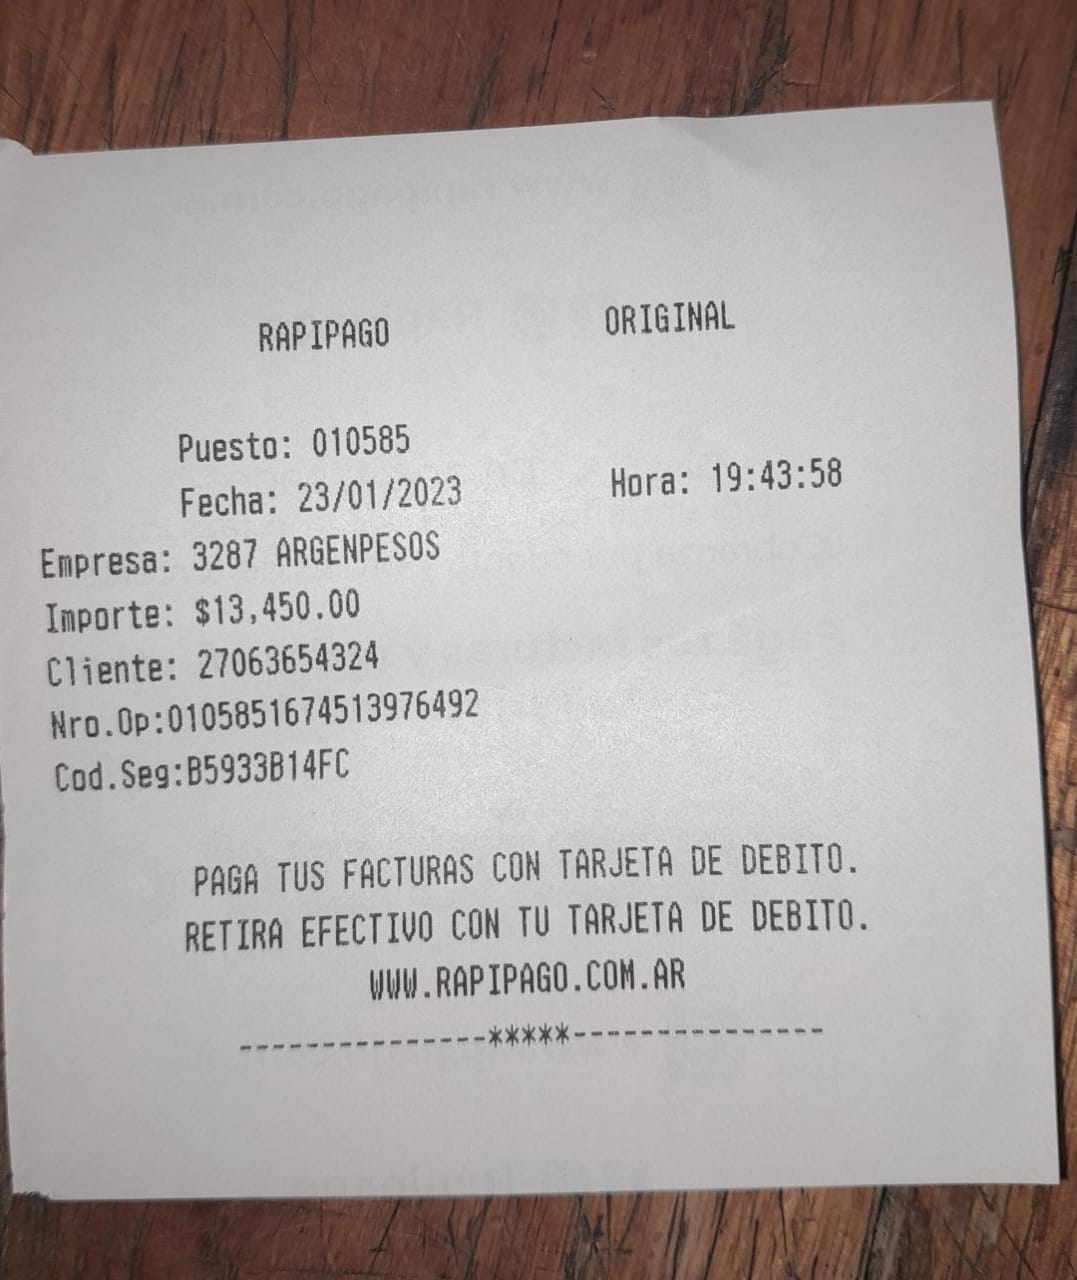 RAPIPAGO ORIGINAL
Puesto: 010585
Fecha: 23/01/2023 Hora: 19:43:58
Empresa: 3287 ARGENPESOS
Importe: $13,450.00
Cliente: 27063654324
Nro.Op:0105851674513976492
Cod.Seg:B5933B14FC
PAGA TUS FACTURAS CON TARJETA DE DEBITO.
RETIRA EFECTIVO CON TU TARJETA DE DEBITO.
WWW.RAPIPAGO.COM.AR
---------------*****---------------